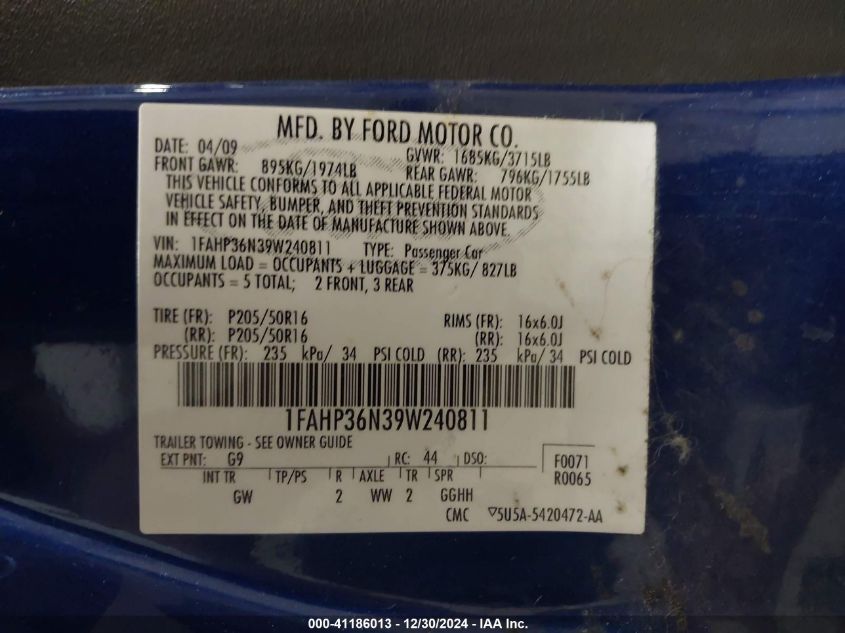 MFD. BY FORD MOTOR CO.
DATE: 04/09 GVWR: 1685KG/3715LB
FRONT GAWR: 895KG/1974LB REAR GAWR: 796KG/1755LB
THIS VEHICLE CONFORMS TO ALL APPLICABLE FEDERAL MOTOR
VEHICLE SAFETY, BUMPER, AND THEFT PREVENTION STANDARDS
IN EFFECT ON THE DATE OF MANUFACTURE SHOWN ABOVE.
VIN: 1FAHP36N39W240811 TYPE: Passenger Car
MAXIMUM LOAD = OCCUPANTS + LUGGAGE = 375KG/ 827LB
OCCUPANTS = 5 TOTAL; 2 FRONT, 3 REAR
TIRE (FR): P205/50R16 RIMS (FR): 16x6.0J
(RR): P205/50R16 (RR): 16x6.0J
PRESSURE (FR): 235 kPa/ 34 PSI COLD (RR): 235 kPa/ 34 PSI COLD
1FAHP36N39W240811
TRAILER TOWING - SEE OWNER GUIDE
EXT PNT: G9 RC: 44 DSO: F0071
INT TR TP/PS R AXLE TR SPR R0065
GW 2 WW 2 GGHH
CMC ▽5U5A-5420472-AA
000-41186013 - 12/30/2024 - IAA Inc.